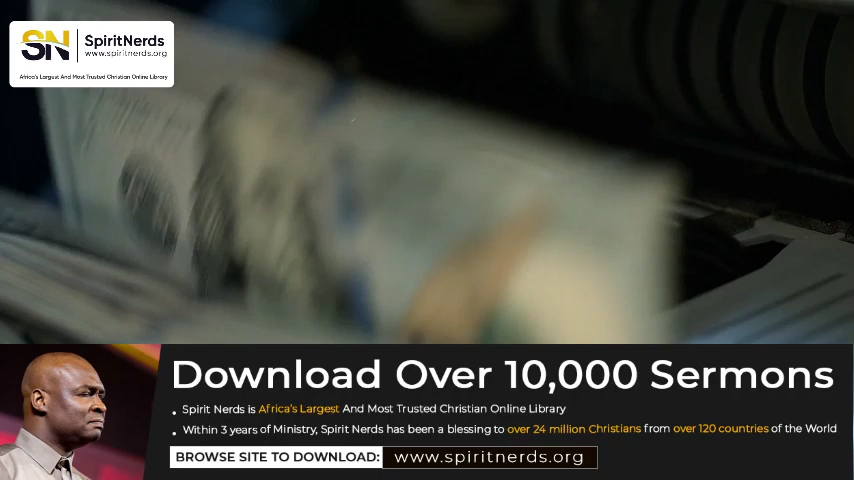 SN
SpiritNerds
www.spiritnerds.org
Africa's Largest And Most Trusted Christian Online Library
Download Over 10,000 Sermons
• Spirit Nerds is Africa's Largest And Most Trusted Christian Online Library
• Within 3 years of Ministry, Spirit Nerds has been a blessing to over 24 million Christians from over 120 countries of the World
BROWSE SITE TO DOWNLOAD: www.spiritnerds.org